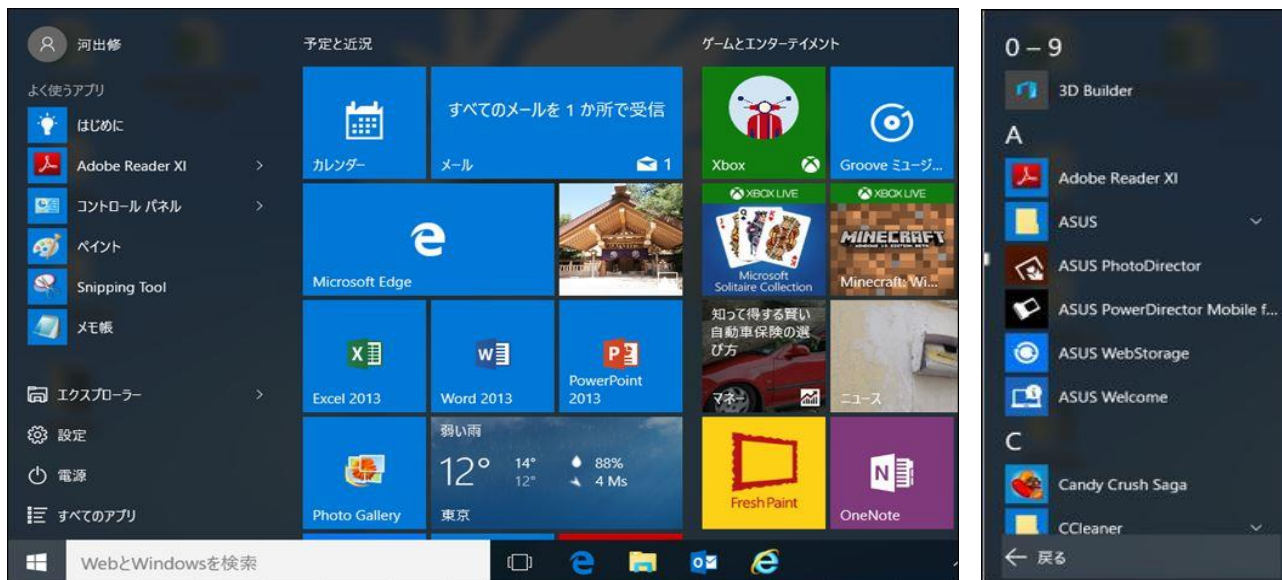 河出修
よく使うアプリ
はじめに
Adobe Reader XI
コントロール パネル
ペイント
Snipping Tool
メモ帳
エクスプローラー
設定
電源
すべてのアプリ
WebとWindowsを検索
予定と近況
カレンダー
すべてのメールを 1 か所で受信
メール
1
Microsoft Edge
Excel 2013
Word 2013
PowerPoint
2013
Photo Gallery
弱い雨
12°
14°
12°
88%
4 Ms
東京
ゲームとエンターテイメント
Xbox
Groove ミュージ...
XBOX LIVE
Microsoft
Solitaire Collection
XBOX LIVE
MINECRAFT
Minecraft: Wi...
知って得する賢い
自動車保険の選
び方
マネー
ニュース
Fresh Paint
OneNote
0 – 9
3D Builder
A
Adobe Reader XI
ASUS
ASUS PhotoDirector
ASUS PowerDirector Mobile f...
ASUS WebStorage
ASUS Welcome
C
Candy Crush Saga
CCleaner
戻る